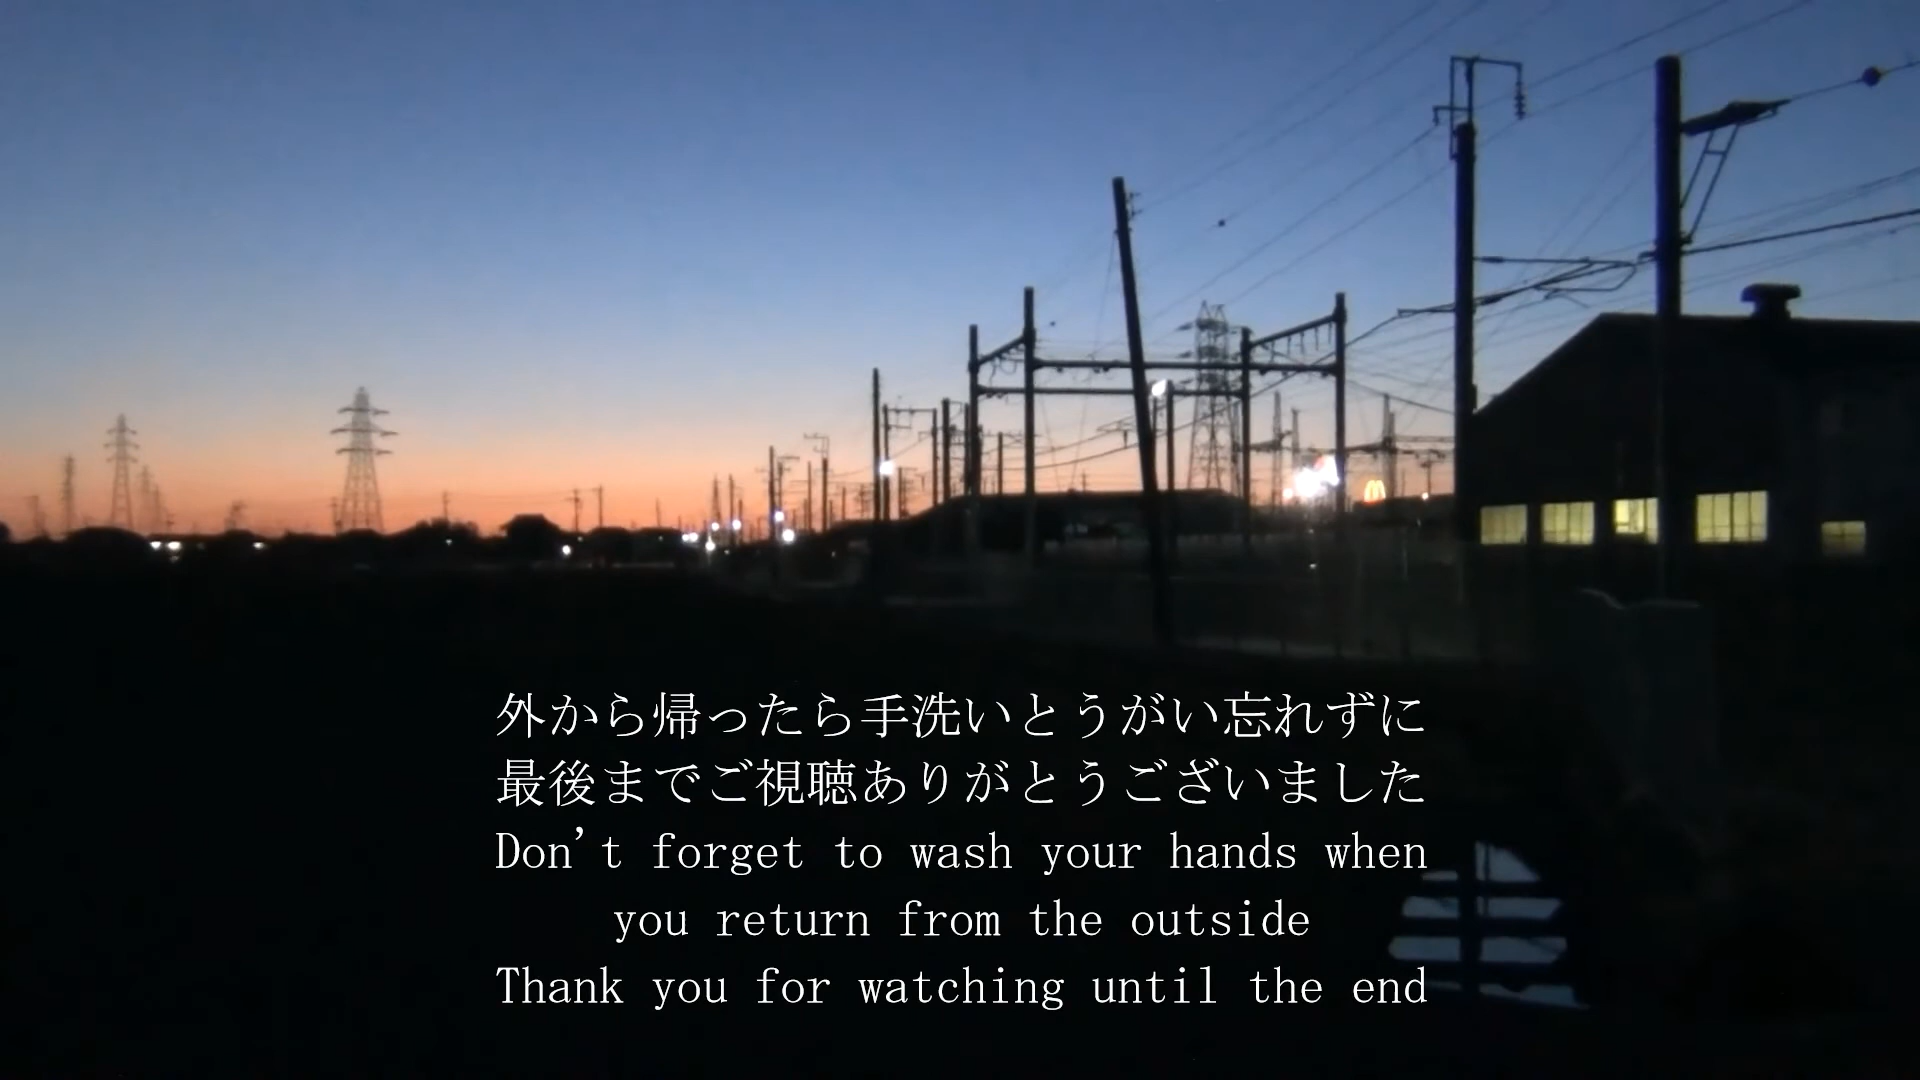 外から帰ったら手洗いとうがい忘れずに
最後までご視聴ありがとうございました
Don't forget to wash your hands when
you return from the outside
Thank you for watching until the end